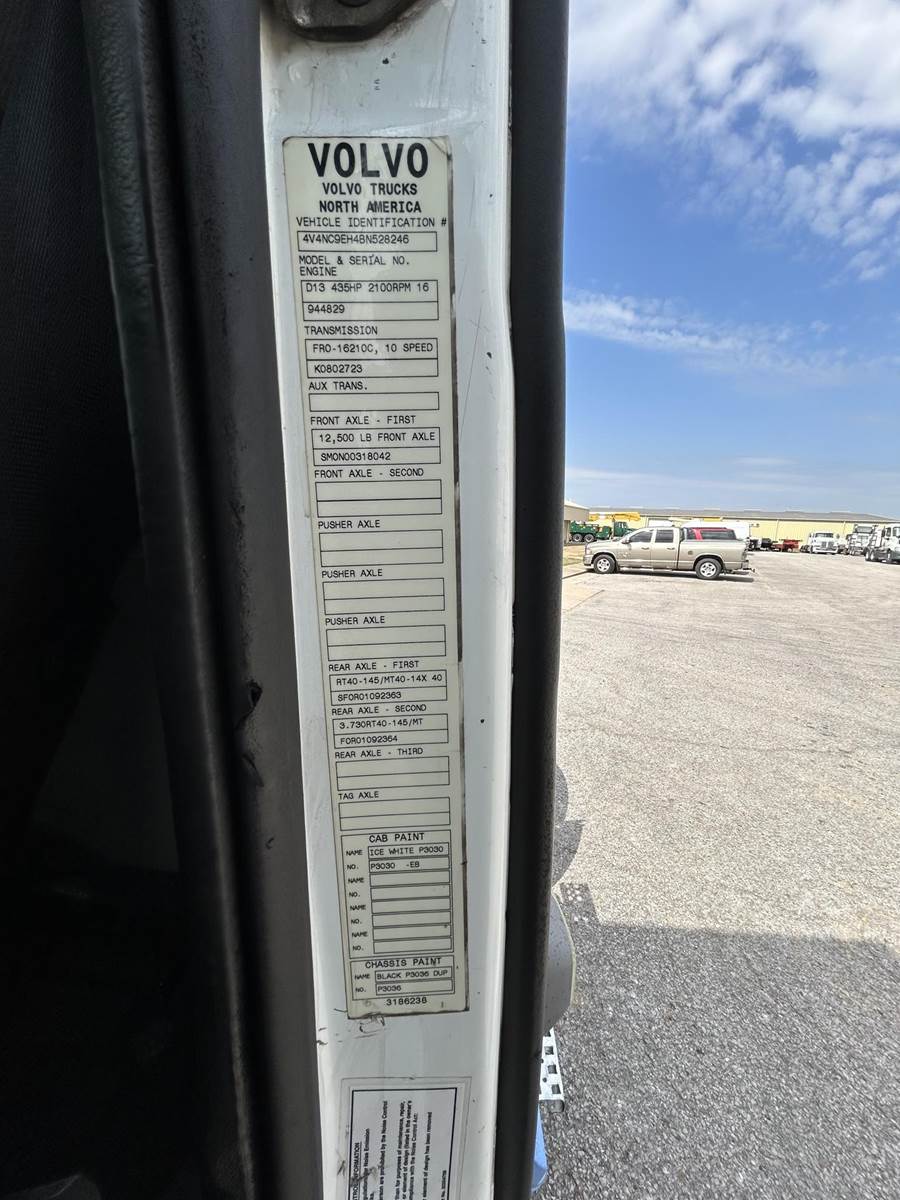 VOLVO
VOLVO TRUCKS
NORTH AMERICA
VEHICLE IDENTIFICATION #
4V4NC9EH4BN528246
MODEL & SERIAL NO.
ENGINE
D13 435HP 2100RPM 16
944829
TRANSMISSION
FRO-16210C, 10 SPEED
K0802723
AUX TRANS.
FRONT AXLE - FIRST
12,500 LB FRONT AXLE
SMON00318042
FRONT AXLE - SECOND
PUSHER AXLE
PUSHER AXLE
PUSHER AXLE
REAR AXLE - FIRST
RT40-145/MT40-14X 40
SFOR01092363
REAR AXLE - SECOND
3.730RT40-145/MT
FOR01092364
REAR AXLE - THIRD
TAG AXLE
CAB PAINT
NAME ICE WHITE P3030
NO. P3030 -EB
NAME
NO.
NAME
NO.
NAME
NO.
CHASSIS PAINT
NAME BLACK P3036 DUP
NO. P3036
3186238